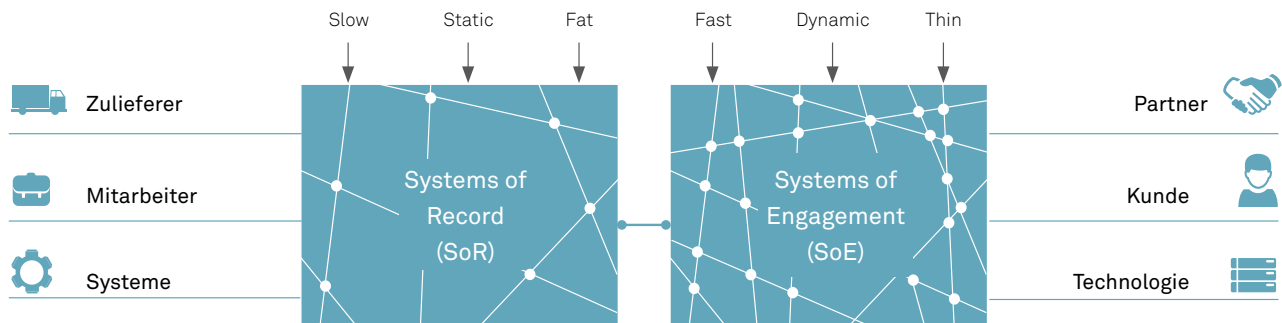 Slow
Static
Fat
Fast
Dynamic
Thin
Zulieferer
Mitarbeiter
Systeme
Systems of
Record
(SoR)
Systems of
Engagement
(SoE)
Partner
Kunde
Technologie